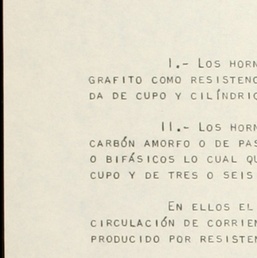 I.- LOS HORN
GRAFITO COMO RESISTENC
DA DE CUPO Y CILÍNDRIC
II.- LOS HORN
CARBÓN AMORFO O DE PAS
O BIFÁSICOS LO CUAL QU
CUPO Y DE TRES O SEIS
EN ELLOS EL
CIRCULACIÓN DE CORRIEN
PRODUCIDO POR RESISTEN